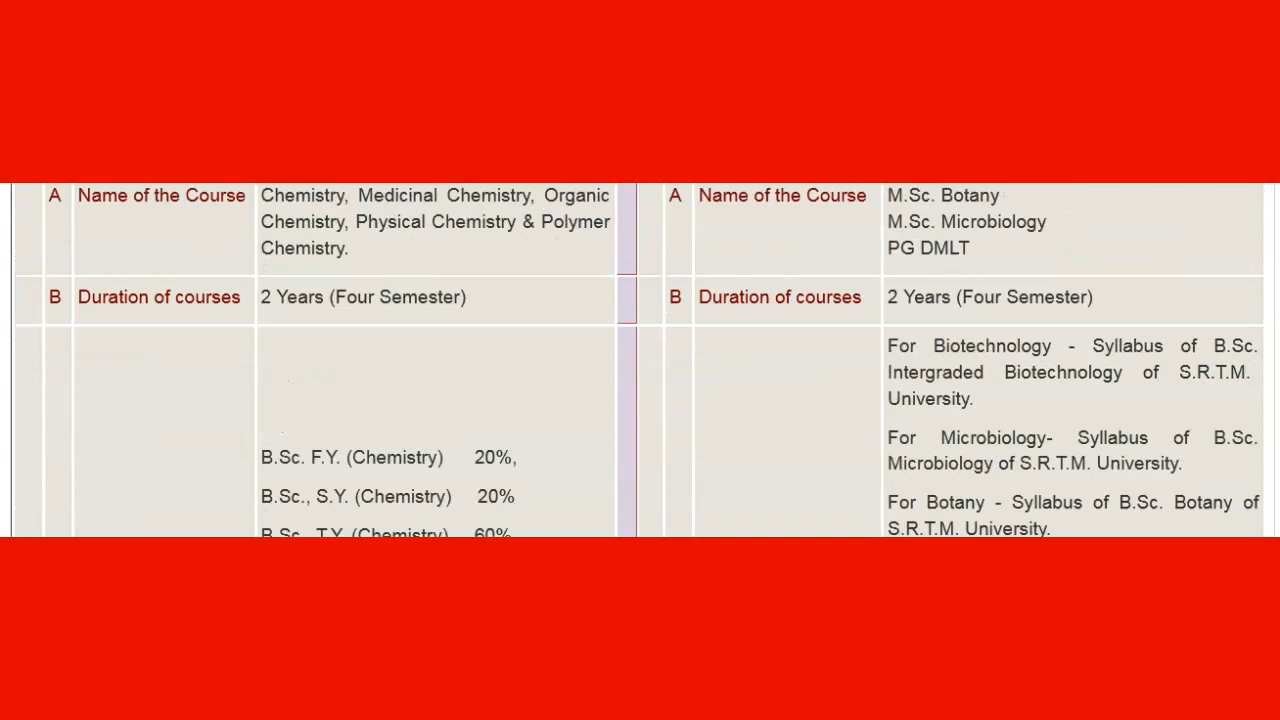 A Name of the Course Chemistry, Medicinal Chemistry, Organic
Chemistry, Physical Chemistry & Polymer
Chemistry.
B Duration of courses 2 Years (Four Semester)
B.Sc. F.Y. (Chemistry) 20%,
B.Sc., S.Y. (Chemistry) 20%
B.Sc., T.Y. (Chemistry) 60%
A Name of the Course M.Sc. Botany
M.Sc. Microbiology
PG DMLT
B Duration of courses 2 Years (Four Semester)
For Biotechnology - Syllabus of B.Sc.
Intergraded Biotechnology of S.R.T.M.
University.
For Microbiology- Syllabus of B.Sc.
Microbiology of S.R.T.M. University.
For Botany - Syllabus of B.Sc. Botany of
S.R.T.M. University.